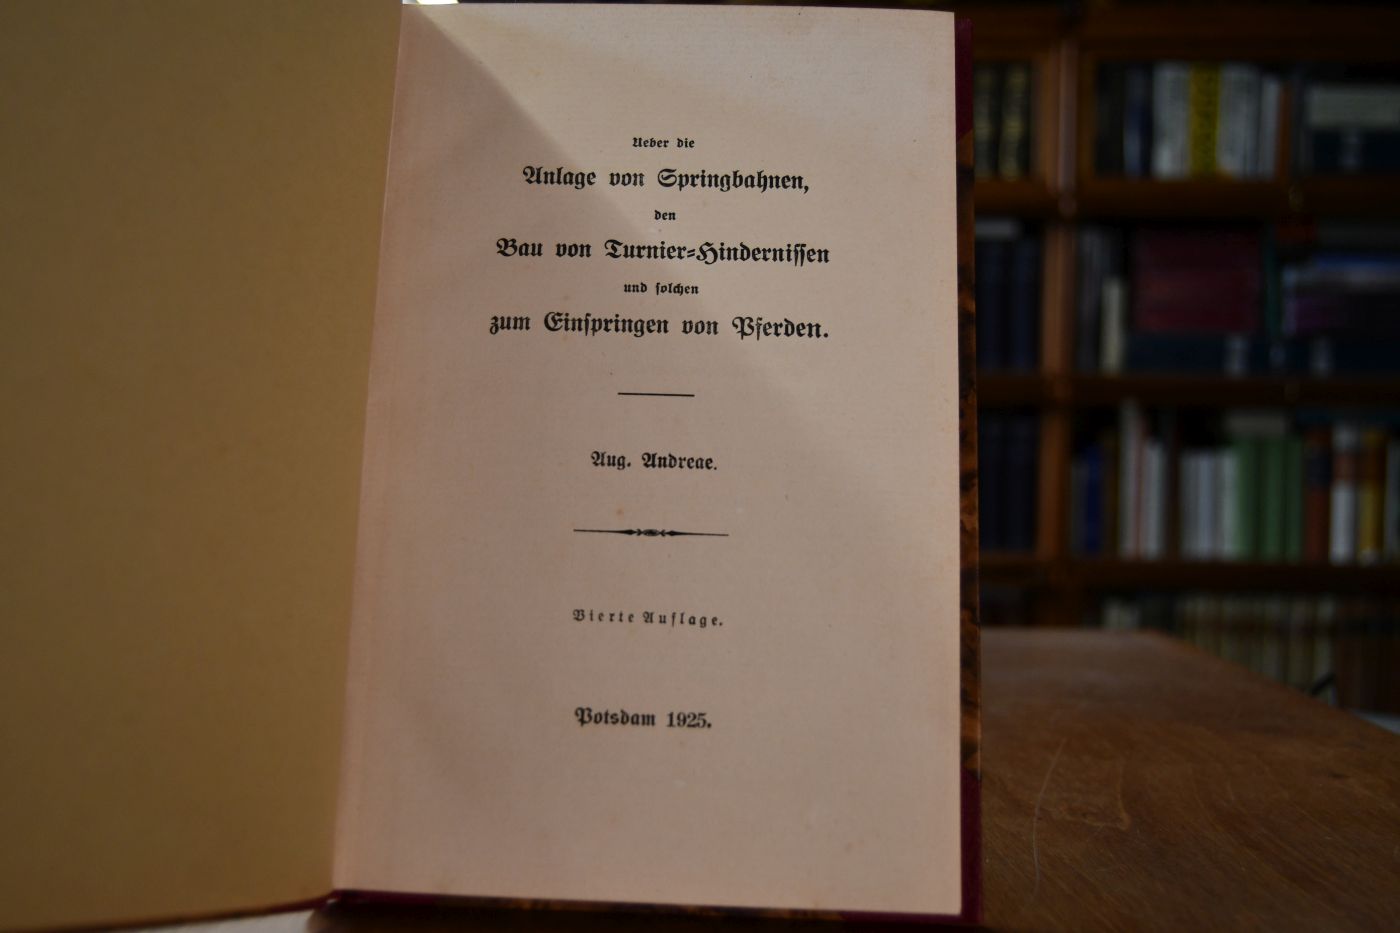 Ueber die
Anlage von Springbahnen,
den
Bau von Turnier-Hindernissen
und solchen
zum Einspringen von Pferden.
Aug. Andreae.
Vierte Auflage.
Potsdam 1925.